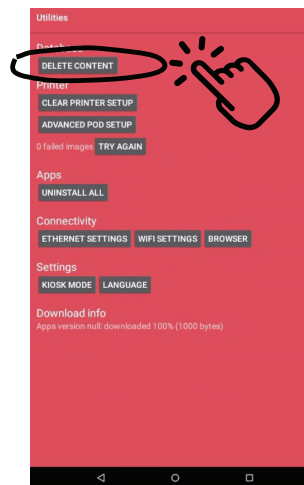 Utilities
Database
DELETE CONTENT
Printer
CLEAR PRINTER SETUP
ADVANCED POD SETUP
0 failed images TRY AGAIN
Apps
UNINSTALL ALL
Connectivity
ETHERNET SETTINGS WIFI SETTINGS BROWSER
Settings
KIOSK MODE LANGUAGE
Download info
Apps version null: downloaded 100% (1000 bytes)